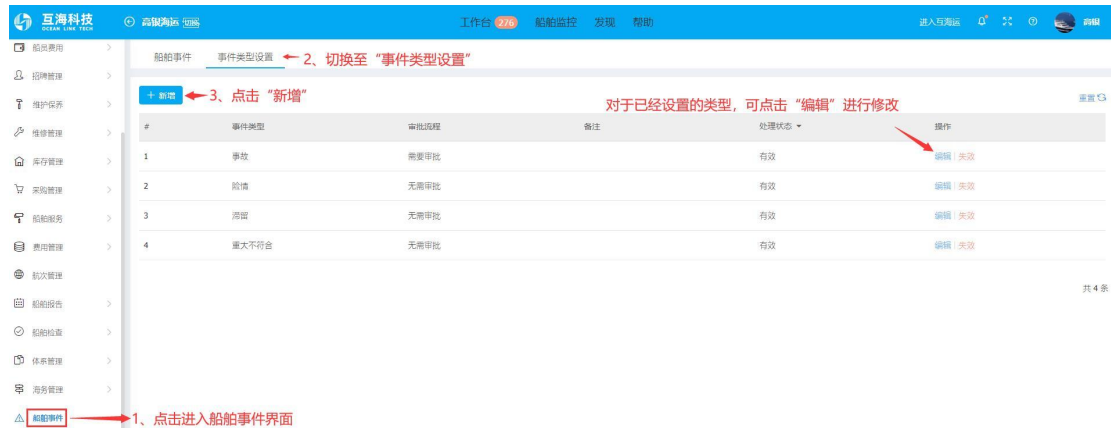 互海科技
OCEAN LINK TECH
高银海运 切换
工作台 276 船舶监控 发现 帮助
进入互海运
高银
船员费用
招聘管理
维护保养
维修管理
库存管理
采购管理
船舶服务
费用管理
航次管理
船舶报告
船舶检查
体系管理
海务管理
船舶事件
1、点击进入船舶事件界面
船舶事件 事件类型设置
2、切换至“事件类型设置”
+ 新增
3、点击“新增”
对于已经设置的类型，可点击“编辑”进行修改
重置
# 事件类型 审批流程 备注 处理状态 操作
1 事故 需要审批 有效 编辑 | 失效
2 险情 无需审批 有效 编辑 | 失效
3 滞留 无需审批 有效 编辑 | 失效
4 重大不符合 无需审批 有效 编辑 | 失效
共 4 条